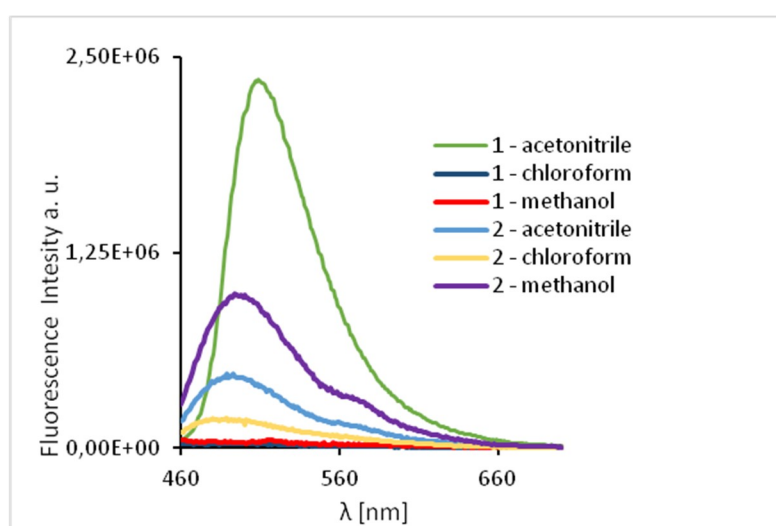 2,50E+06
1,25E+06
0,00E+00
Fluorescence Intesity a. u.
460
560
660
λ [nm]
1 - acetonitrile
1 - chloroform
1 - methanol
2 - acetonitrile
2 - chloroform
2 - methanol